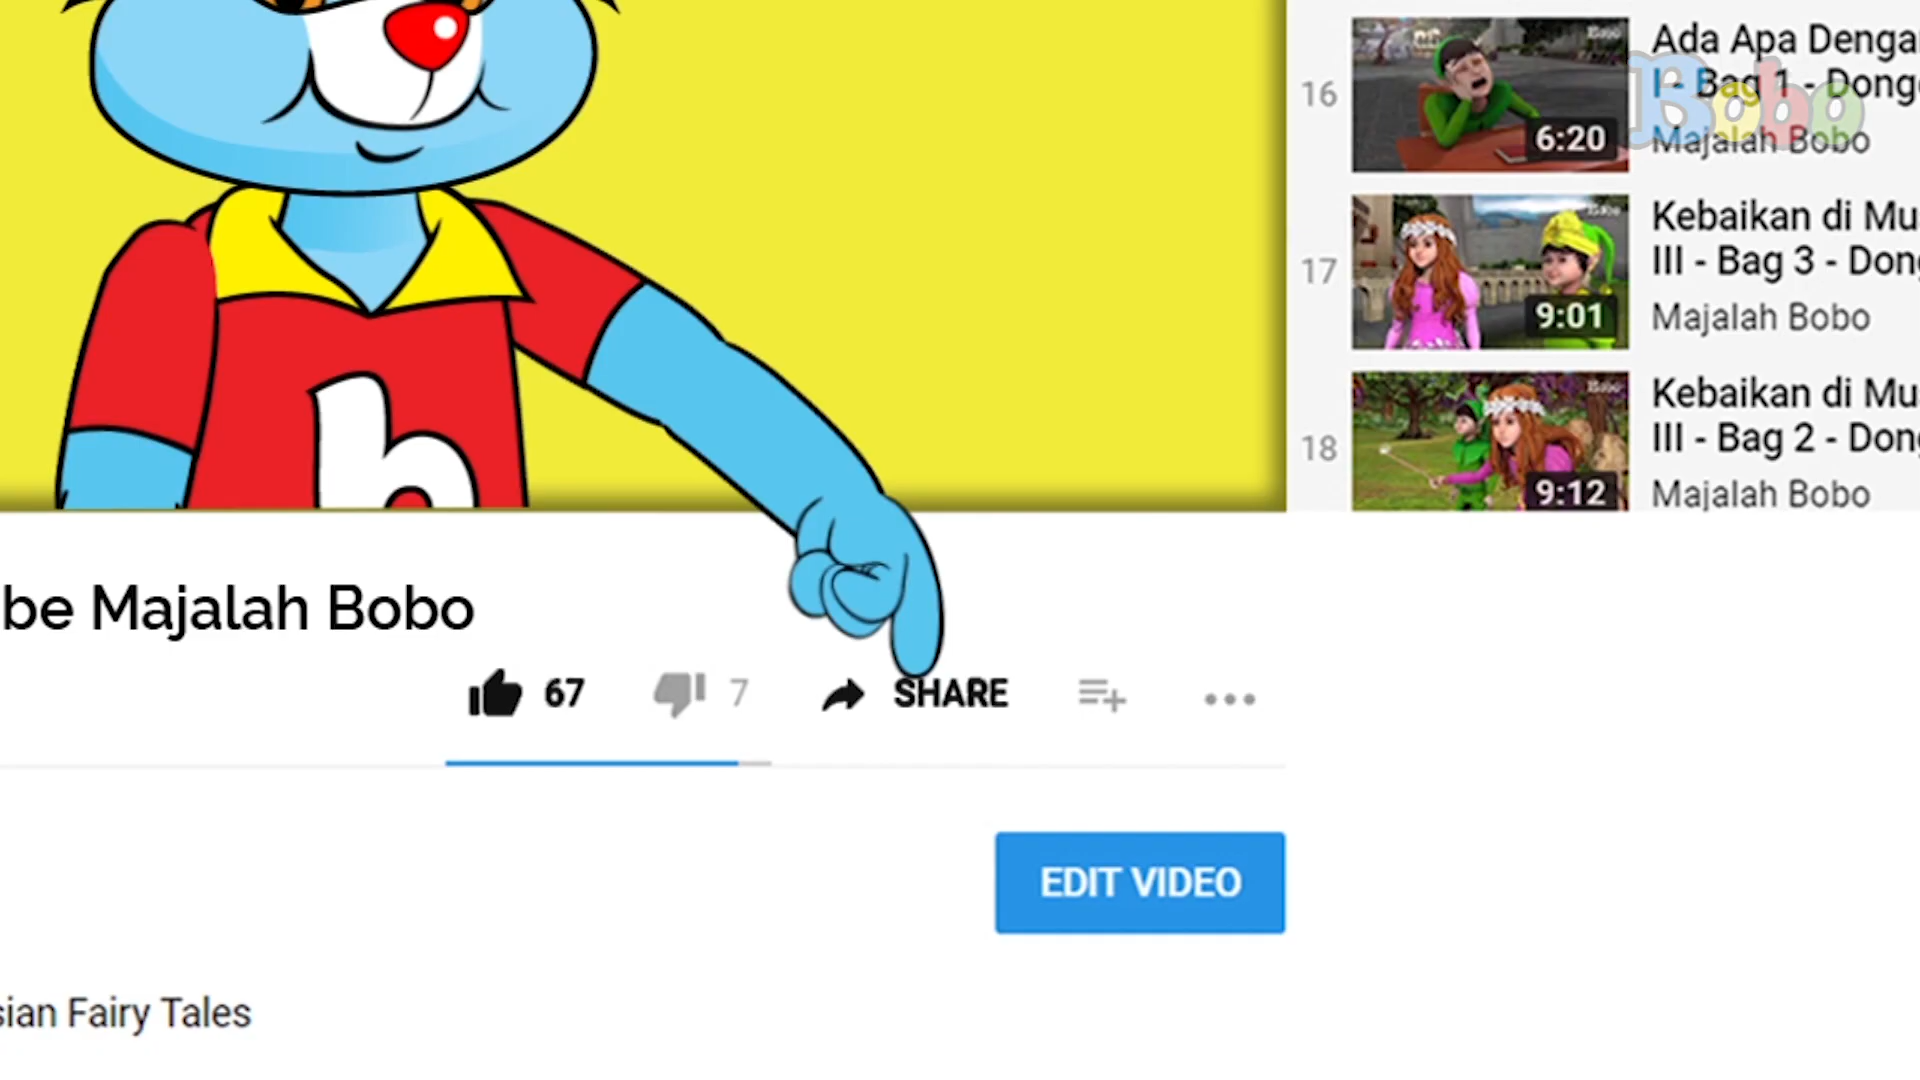 16
Ada Apa Denga
I - Bag 1 - Dong
Majalah Bobo
6:20
Bobo
17
Kebaikan di Mu
III - Bag 3 - Don
Majalah Bobo
9:01
18
Kebaikan di Mu
III - Bag 2 - Don
Majalah Bobo
9:12
b
be Majalah Bobo
67
7
SHARE
EDIT VIDEO
sian Fairy Tales